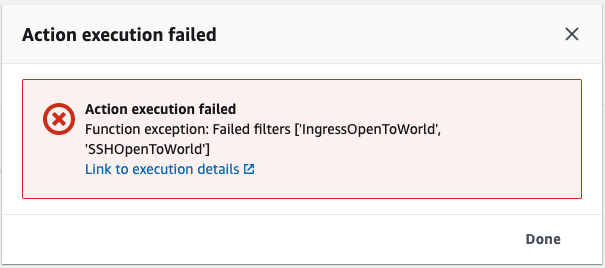 Action execution failed
Action execution failed
Function exception: Failed filters ['IngressOpenToWorld',
'SSHOpenToWorld']
Link to execution details
Done